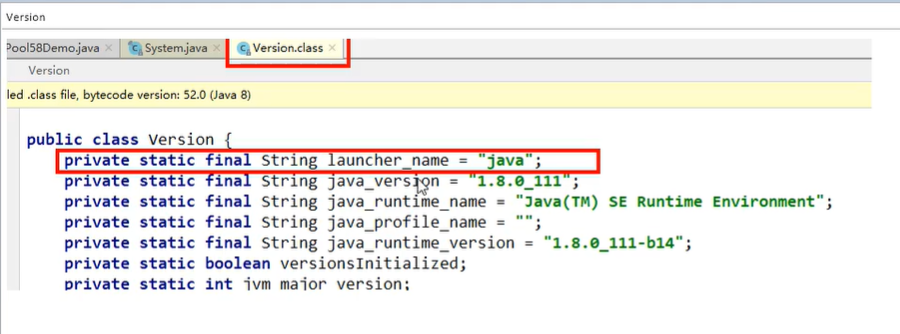 Version
Pool58Demo.java × System.java × Version.class ×
Version
led .class file, bytecode version: 52.0 (Java 8)
public class Version {
private static final String launcher_name = "java";
private static final String java_version = "1.8.0_111";
private static final String java_runtime_name = "Java(TM) SE Runtime Environment";
private static final String java_profile_name = "";
private static final String java_runtime_version = "1.8.0_111-b14";
private static boolean versionsInitialized;
private static int jvm_major_version;